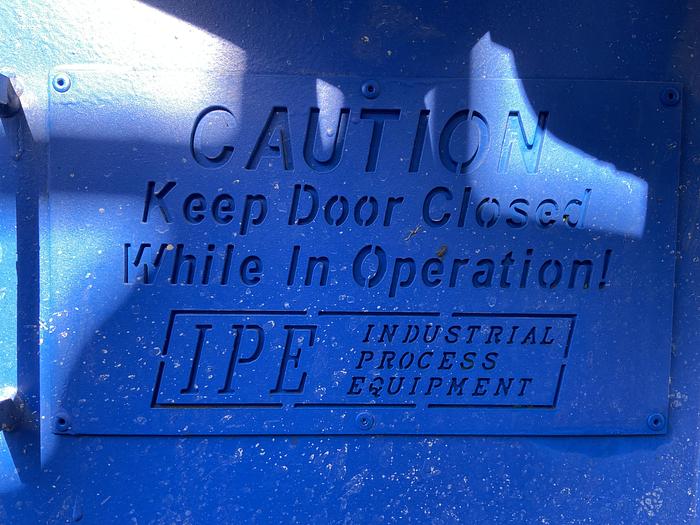 CAUTION
Keep Door Closed
While In Operation!
IPE
INDUSTRIAL
PROCESS
EQUIPMENT